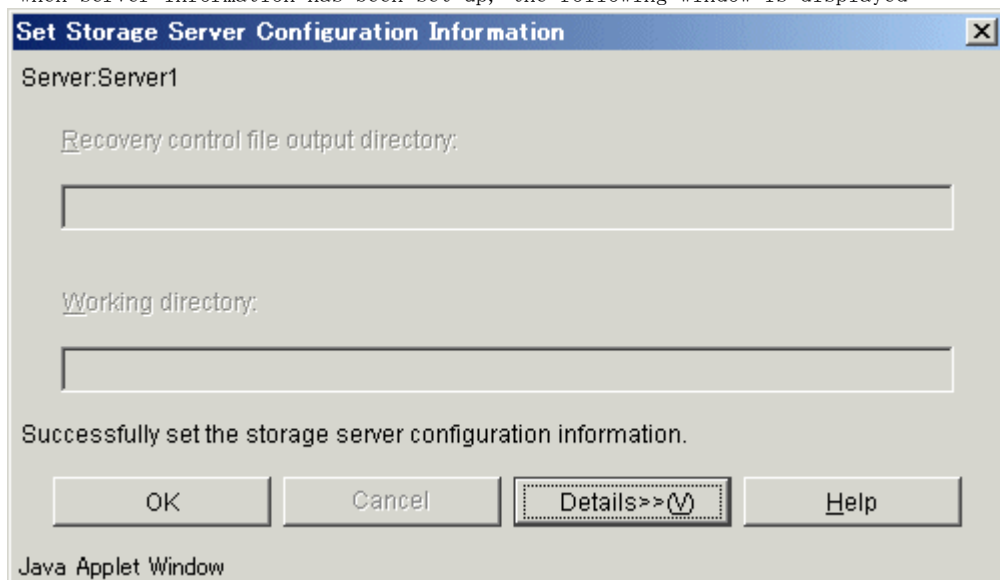 When Server information has been set up, the following window is displayed
Set Storage Server Configuration Information
Server:Server1
Recovery control file output directory:
Working directory:
Successfully set the storage server configuration information.
OK Cancel Details>>(V) Help
Java Applet Window